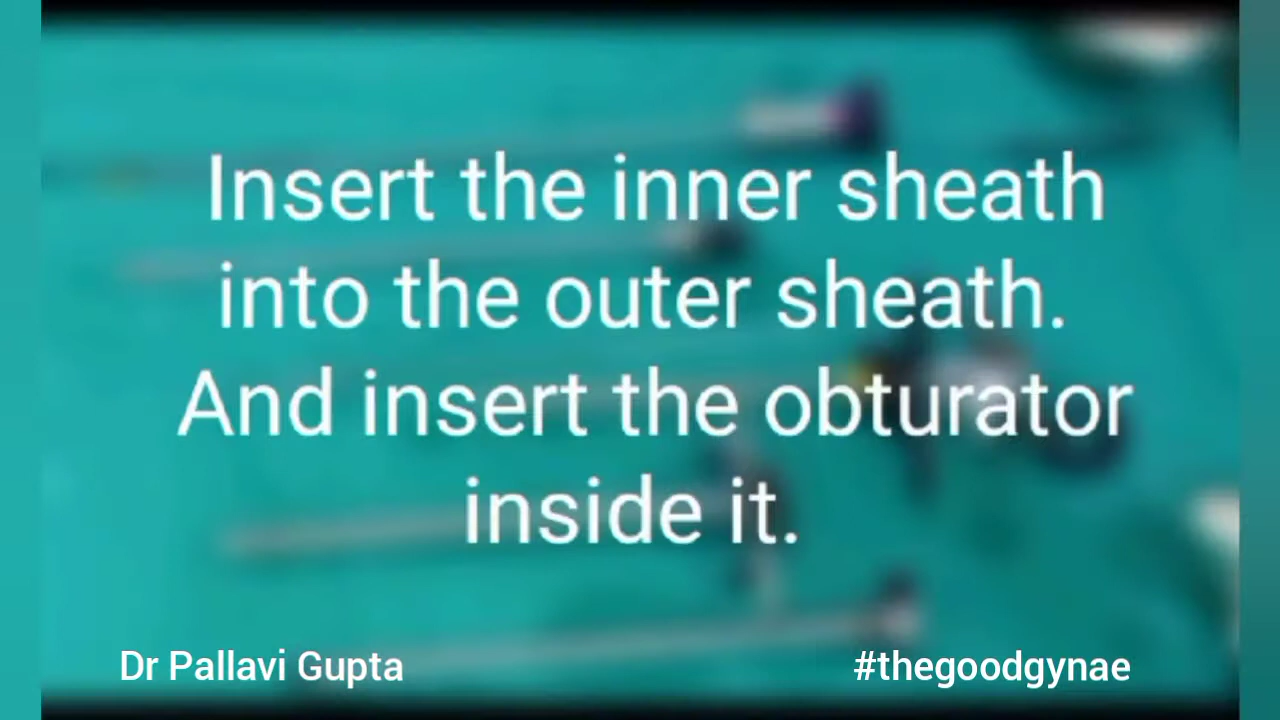 Insert the inner sheath
into the outer sheath.
And insert the obturator
inside it.
Dr Pallavi Gupta
#thegoodgynae